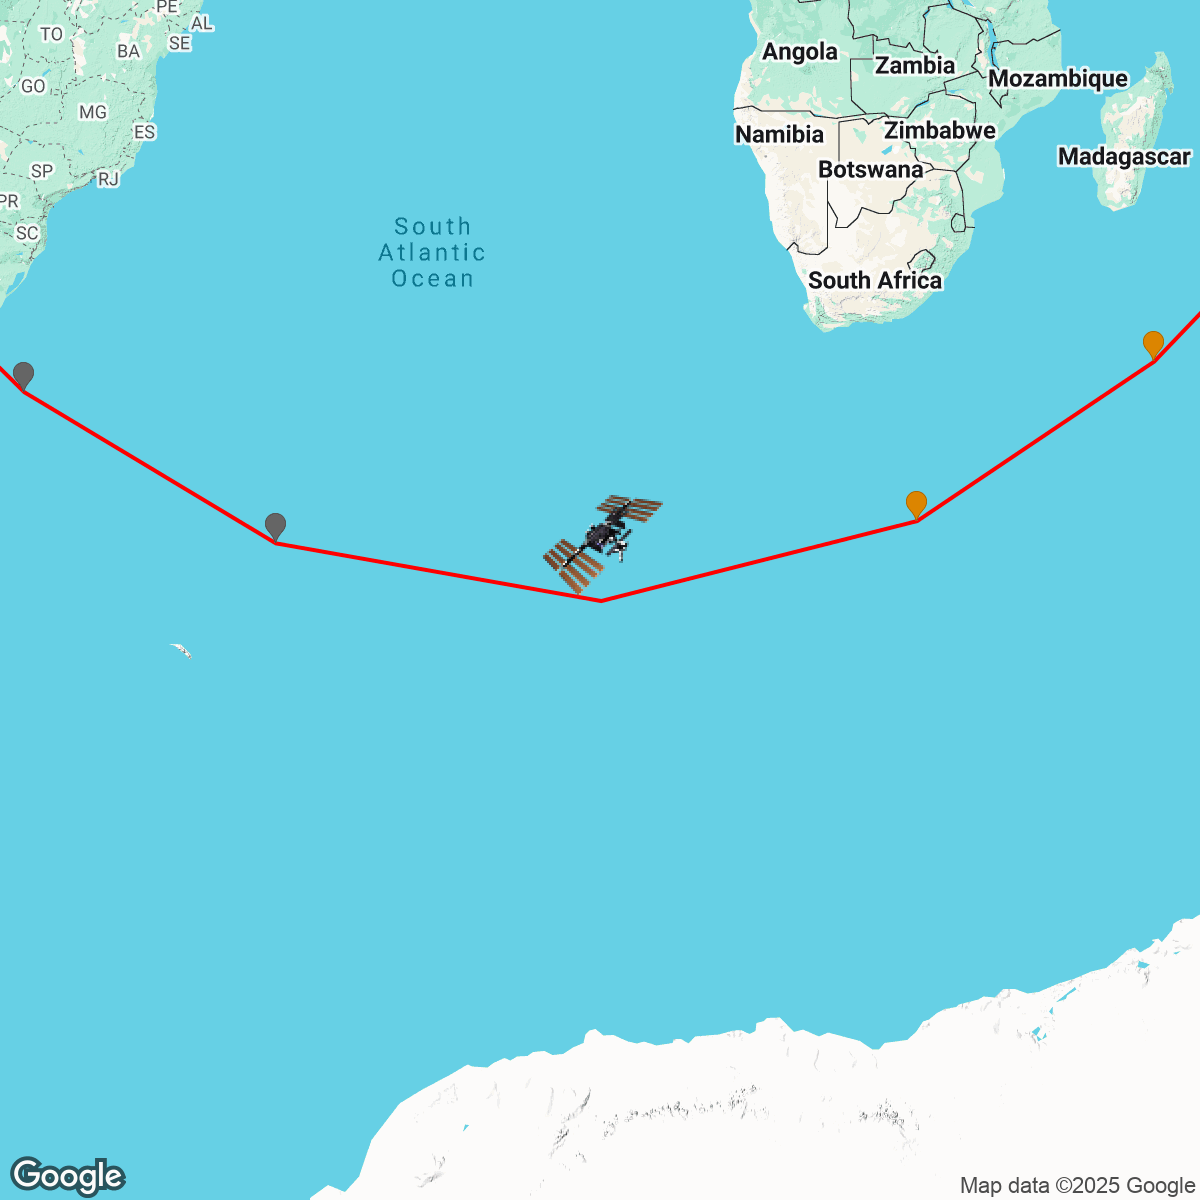 PE
AL
TO
BA
SE
GO
MG
ES
SP
RJ
PR
SC
Angola
Zambia
Mozambique
Namibia
Zimbabwe
Botswana
Madagascar
South Africa
South
Atlantic
Ocean
Google
Map data ©2025 Google